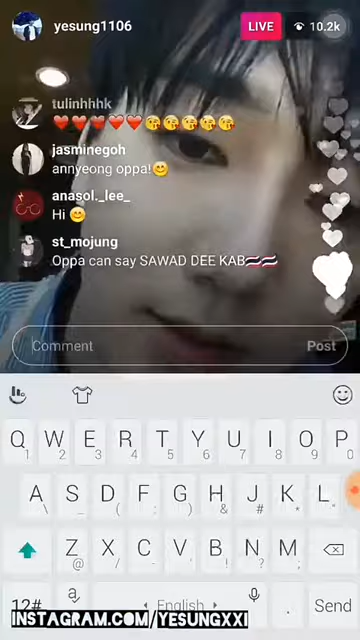 yesung1106
LIVE
10.2k
tulinhhhk
❤️❤️❤️❤️❤️😘😘😘😘😘
jasminegoh
annyeong oppa!😊
anasol._lee_
Hi 😊
st_mojung
Oppa can say SAWAD DEE KAB🇹🇭🇹🇭
Comment
Post
Q W E R T Y U I O P
1 2 3 4 5 6 7 8 9 0
A S D F G H J K L
\ _ ( : ) & # * "
Z X C V B N M
@ / - ' ! ? ,
12#
English
.
Send
INSTAGRAM.COM/YESUNGXXI